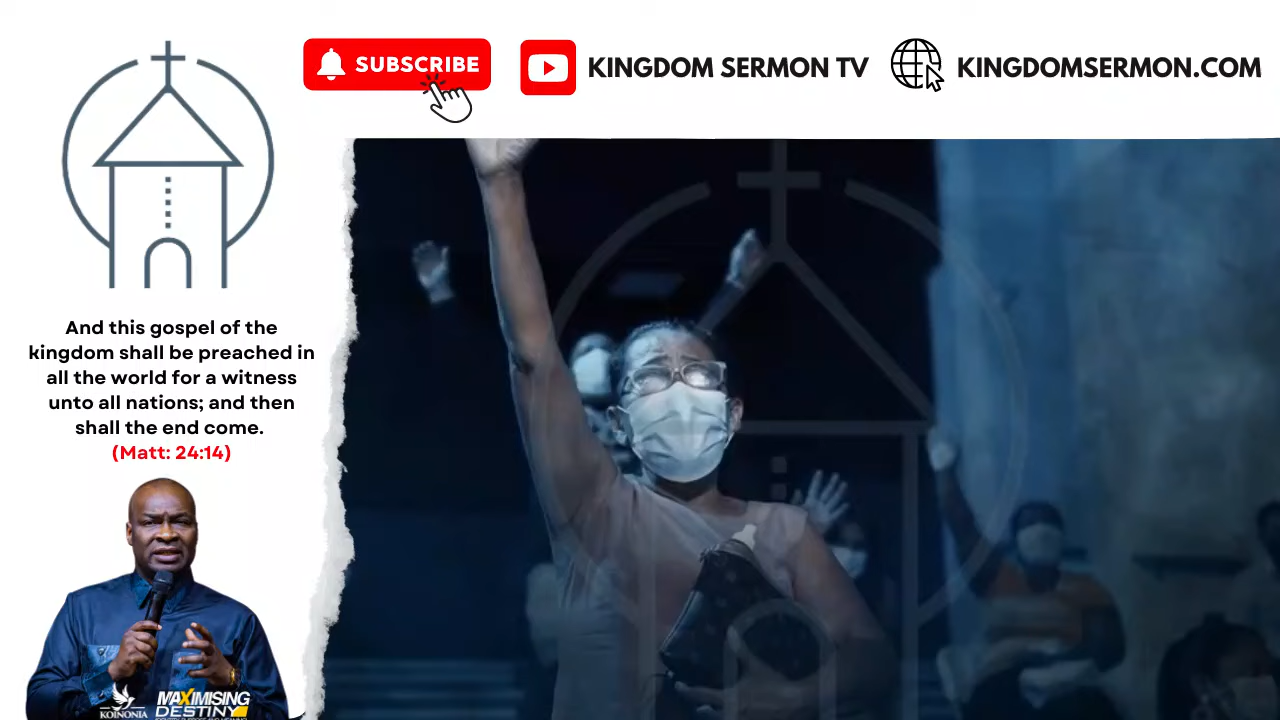 SUBSCRIBE
KINGDOM SERMON TV
KINGDOMSERMON.COM
And this gospel of the
kingdom shall be preached in
all the world for a witness
unto all nations; and then
shall the end come.
(Matt: 24:14)
KOINONIA
MAXIMISING
DESTINY